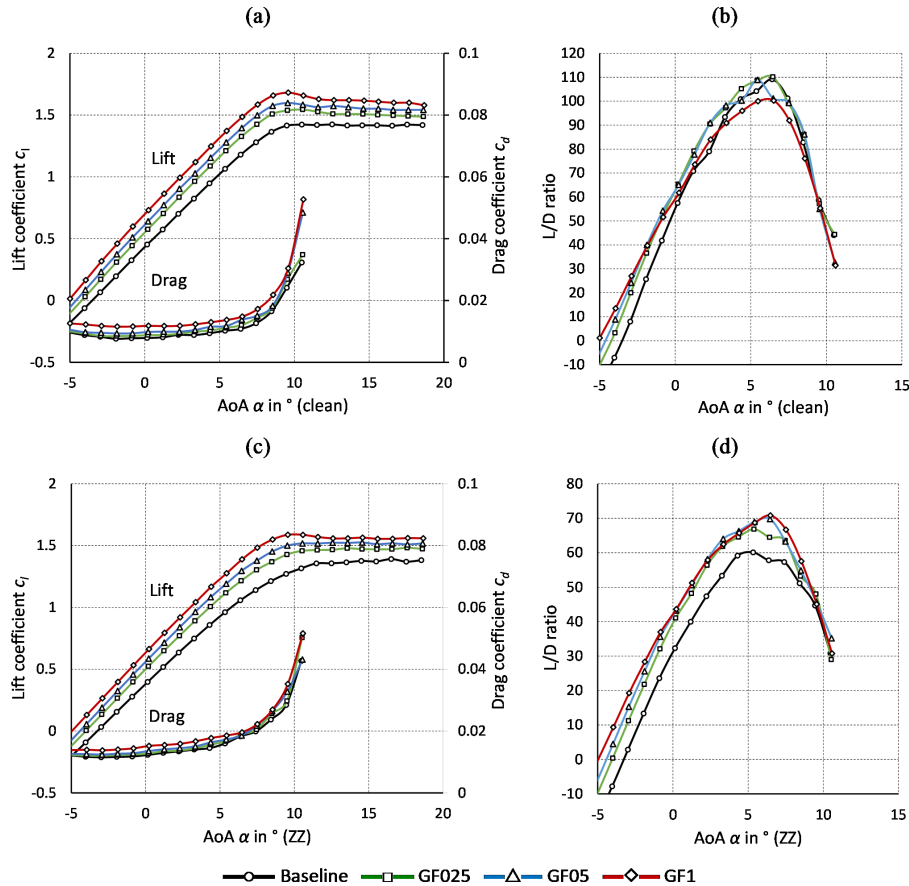 (a)
2
1.5
1
0.5
0
-0.5
Lift coefficient cl
0.1
0.08
0.06
0.04
0.02
0
Drag coefficient cd
Lift
Drag
-5 0 5 10 15 20
AoA α in ° (clean)
(b)
120
110
100
90
80
70
60
50
40
30
20
10
0
-10
L/D ratio
-5 0 5 10 15
AoA α in ° (clean)
(c)
2
1.5
1
0.5
0
-0.5
Lift coefficient cl
0.1
0.08
0.06
0.04
0.02
0
Drag coefficient cd
Lift
Drag
-5 0 5 10 15 20
AoA α in ° (ZZ)
(d)
80
70
60
50
40
30
20
10
0
-10
L/D ratio
-5 0 5 10 15
AoA α in ° (ZZ)
Baseline GF025 GF05 GF1